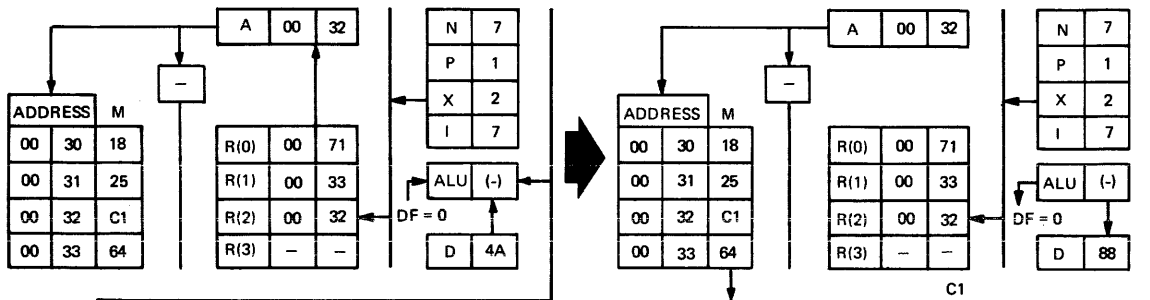 A 00 32
N 7
P 1
X 2
I 7
–
ADDRESS M
00 30 18
00 31 25
00 32 C1
00 33 64
R(0) 00 71
R(1) 00 33
R(2) 00 32
R(3) – –
ALU (-)
DF = 0
D 4A
A 00 32
N 7
P 1
X 2
I 7
–
ADDRESS M
00 30 18
00 31 25
00 32 C1
00 33 64
R(0) 00 71
R(1) 00 33
R(2) 00 32
R(3) – –
ALU (-)
DF = 0
D 88
C1